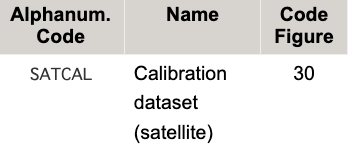 Alphanum. Name Code
Code Figure
SATCAL Calibration 30
dataset
(satellite)